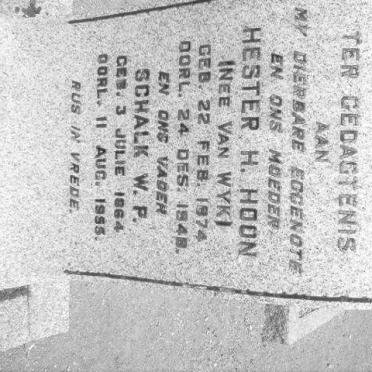 TER GEDAGTENIS
AAN
MY DIERBARE EGGENOTE
EN ONS MOEDER
HESTER H. HOON
(NEE VAN WYK)
GEB. 22 FEB. 1874
OORL. 24 DES. 1948.
EN ONS VADER
SCHALK W. P.
GEB. 3 JULIE 1864
OORL. 11 AUG. 1955.
RUS IN VREDE.